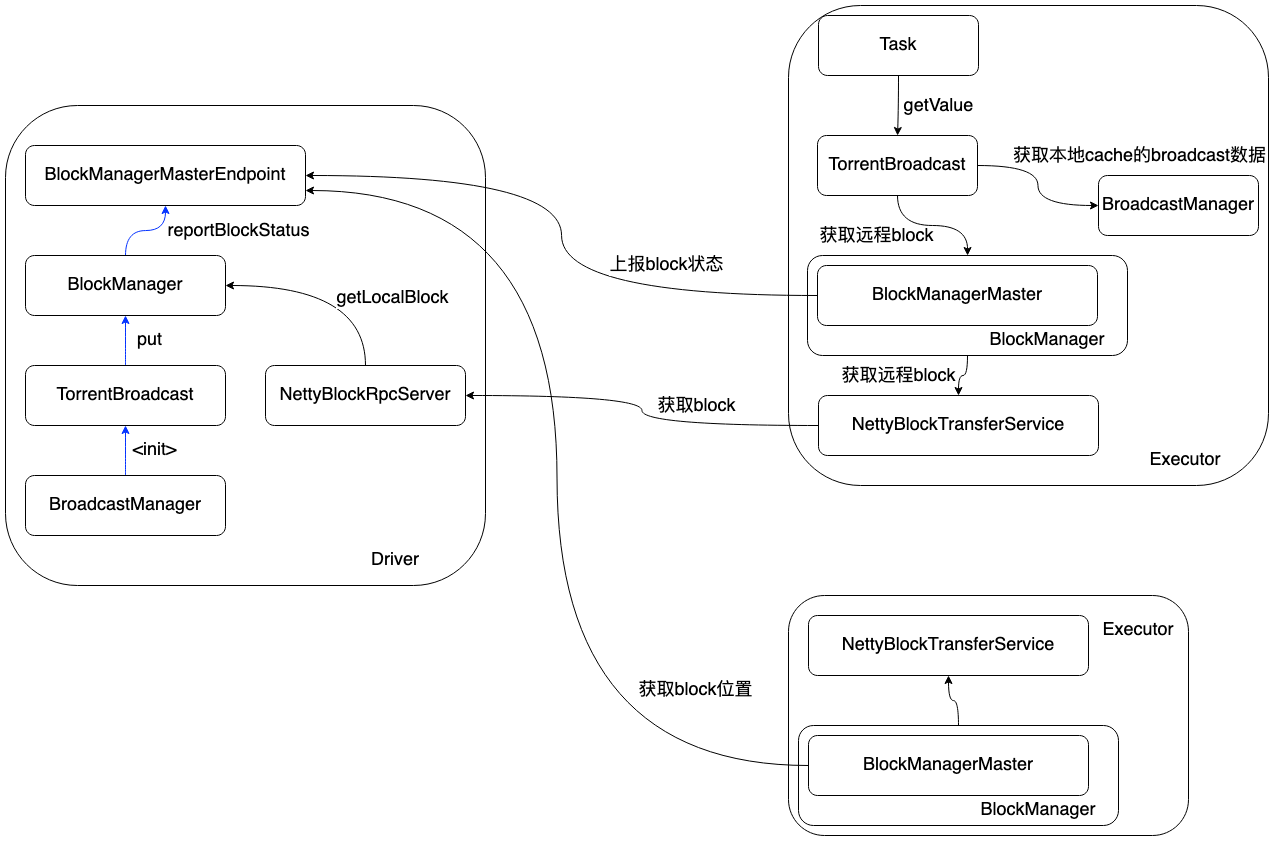 BlockManagerMasterEndpoint
reportBlockStatus
BlockManager
getLocalBlock
put
TorrentBroadcast
NettyBlockRpcServer
<init>
BroadcastManager
Driver
上报block状态
获取block
获取block位置
Task
getValue
TorrentBroadcast
获取本地cache的broadcast数据
BroadcastManager
获取远程block
BlockManagerMaster
BlockManager
获取远程block
NettyBlockTransferService
Executor
Executor
NettyBlockTransferService
BlockManagerMaster
BlockManager